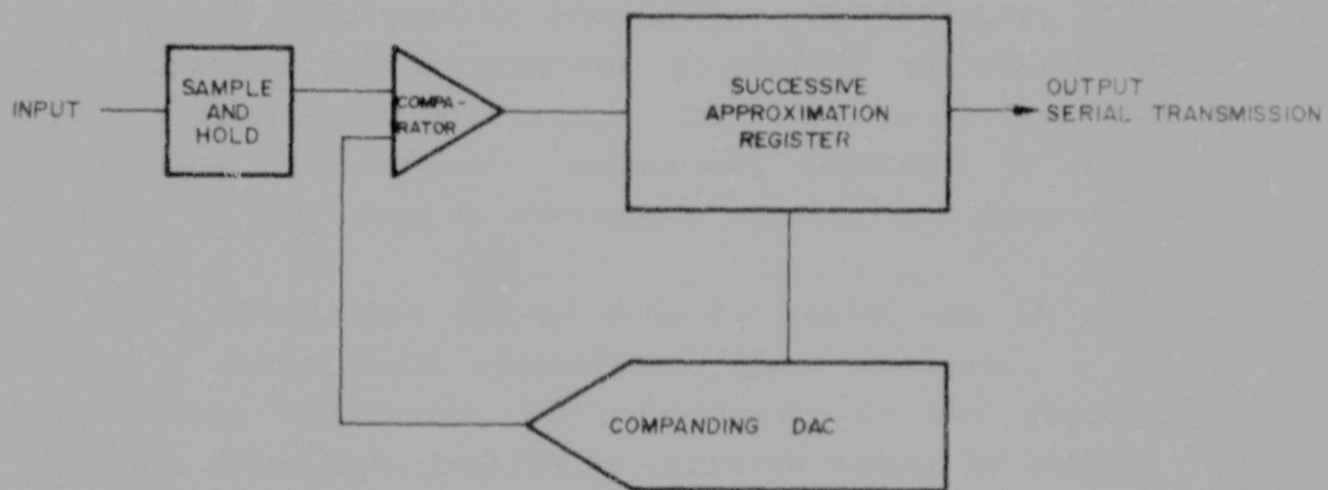 INPUT
SAMPLE
AND
HOLD
COMPA-
RATOR
SUCCESSIVE
APPROXIMATION
REGISTER
OUTPUT
SERIAL TRANSMISSION
COMPANDING DAC